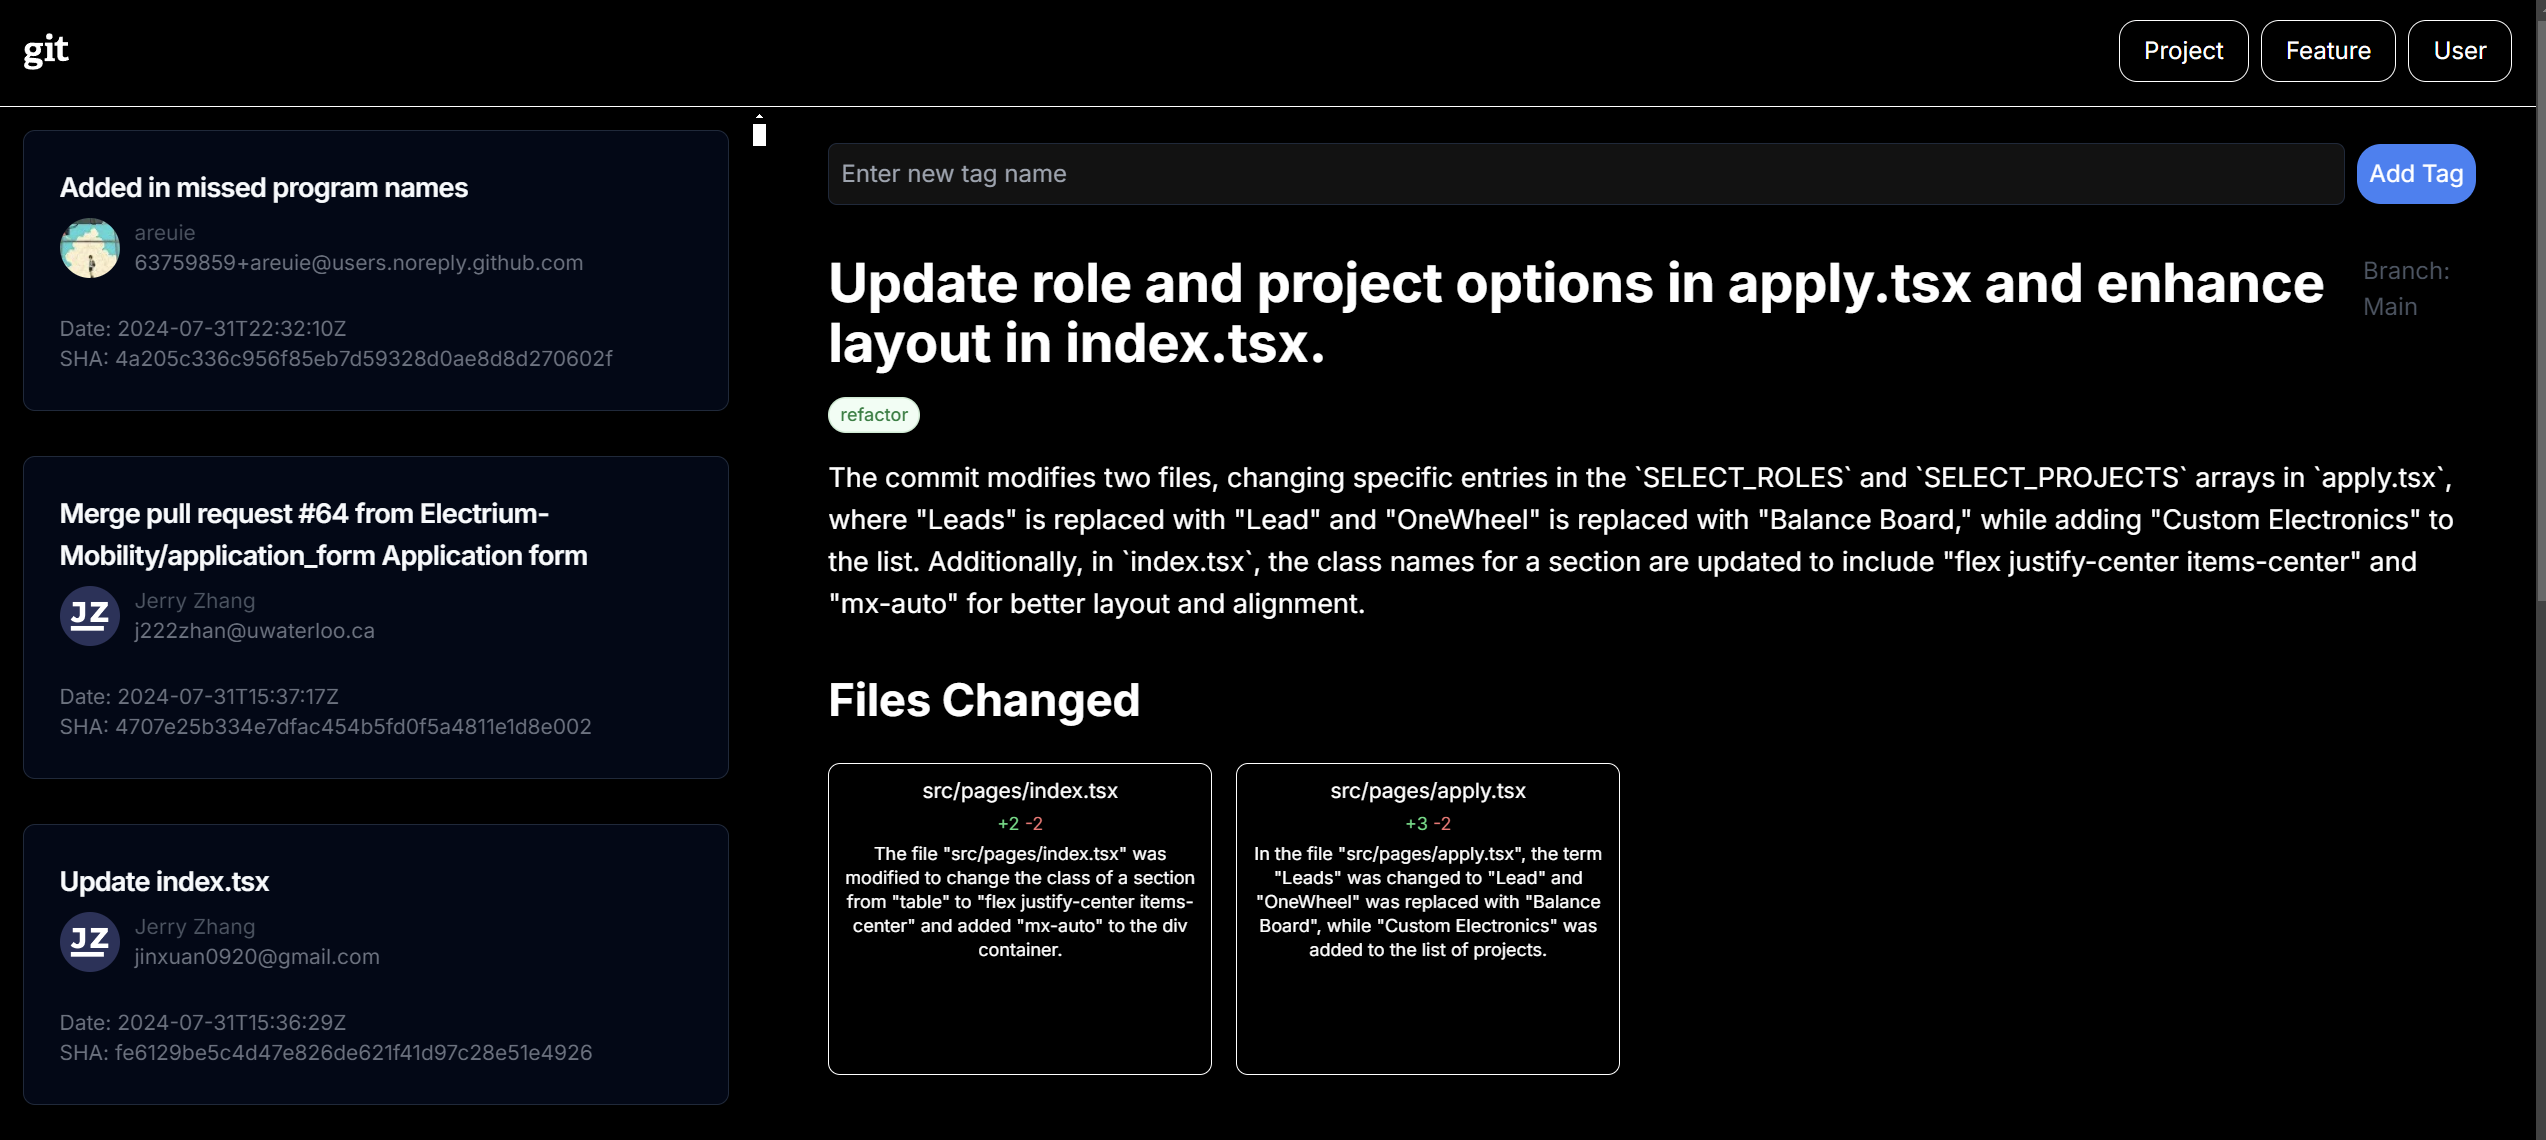 git
Project
Feature
User
Added in missed program names
areuie
63759859+areuie@users.noreply.github.com
Date: 2024-07-31T22:32:10Z
SHA: 4a205c336c956f85eb7d59328d0ae8d8d270602f
Merge pull request #64 from Electrium-
Mobility/application_form Application form
JZ
Jerry Zhang
j222zhan@uwaterloo.ca
Date: 2024-07-31T15:37:17Z
SHA: 4707e25b334e7dfac454b5fd0f5a4811e1d8e002
Update index.tsx
JZ
Jerry Zhang
jinxuan0920@gmail.com
Date: 2024-07-31T15:36:29Z
SHA: fe6129be5c4d47e826de621f41d97c28e51e4926
Enter new tag name
Add Tag
Update role and project options in apply.tsx and enhance
layout in index.tsx.
Branch:
Main
refactor
The commit modifies two files, changing specific entries in the `SELECT_ROLES` and `SELECT_PROJECTS` arrays in `apply.tsx`,
where "Leads" is replaced with "Lead" and "OneWheel" is replaced with "Balance Board," while adding "Custom Electronics" to
the list. Additionally, in `index.tsx`, the class names for a section are updated to include "flex justify-center items-center" and
"mx-auto" for better layout and alignment.
Files Changed
src/pages/index.tsx
+2 -2
The file "src/pages/index.tsx" was
modified to change the class of a section
from "table" to "flex justify-center items-
center" and added "mx-auto" to the div
container.
src/pages/apply.tsx
+3 -2
In the file "src/pages/apply.tsx", the term
"Leads" was changed to "Lead" and
"OneWheel" was replaced with "Balance
Board", while "Custom Electronics" was
added to the list of projects.